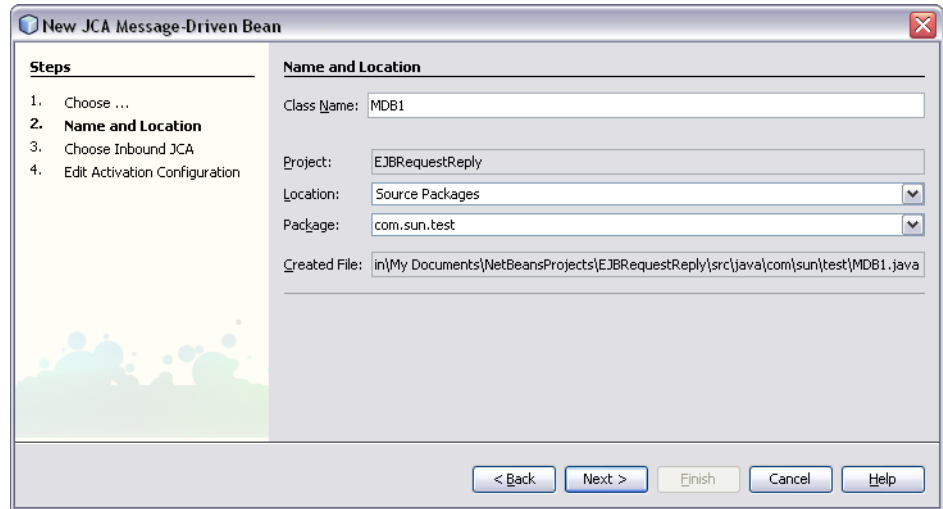 New JCA Message-Driven Bean
Steps
1. Choose ...
2. Name and Location
3. Choose Inbound JCA
4. Edit Activation Configuration
Name and Location
Class Name: MDB1
Project: EJBRequestReply
Location: Source Packages
Package: com.sun.test
Created File: in\My Documents\NetBeansProjects\EJBRequestReply\src\java\com\sun\test\MDB1.java
< Back Next > Finish Cancel Help